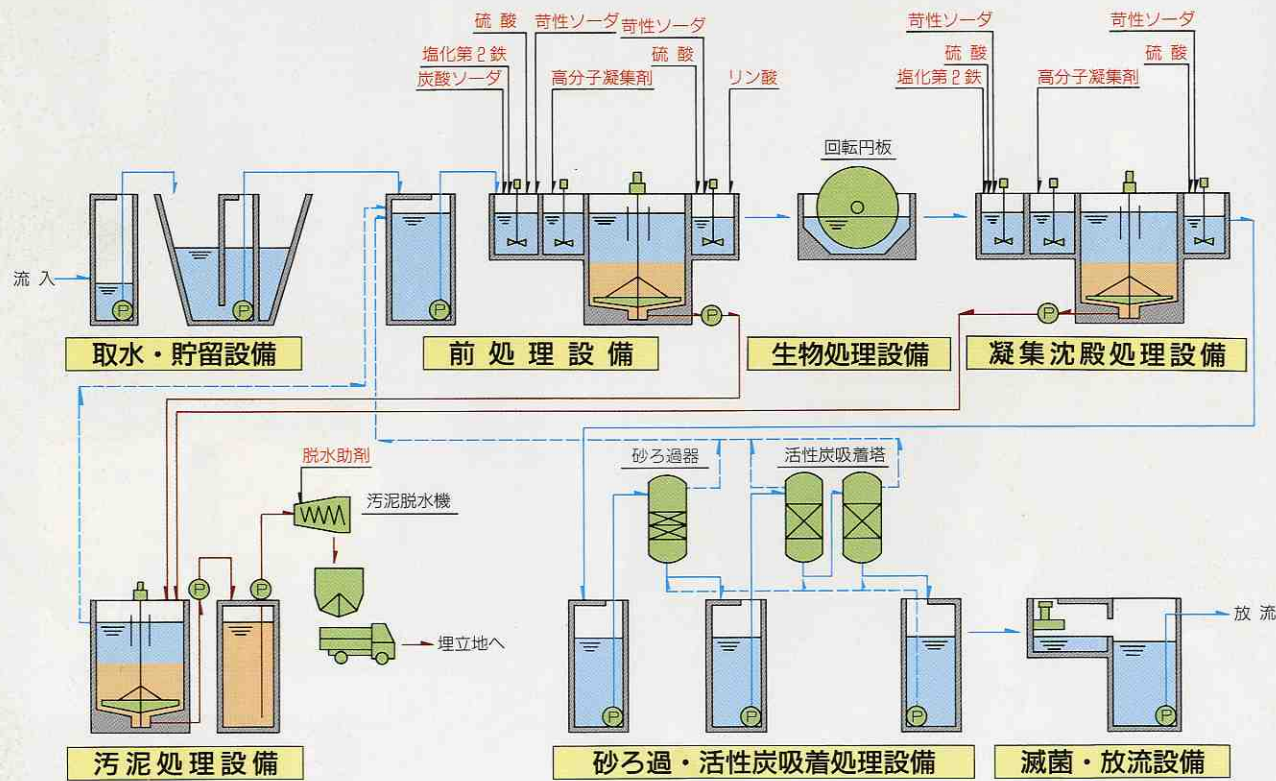 硫酸 苛性ソーダ 苛性ソーダ
塩化第2鉄 硫酸
炭酸ソーダ 高分子凝集剤 リン酸
苛性ソーダ 苛性ソーダ
硫酸 硫酸
塩化第2鉄 高分子凝集剤
回転円板
流入
P
P
P
P
P
取水・貯留設備
前処理設備
生物処理設備
凝集沈殿処理設備
脱水助剤
汚泥脱水機
砂ろ過器
活性炭吸着塔
P
P
埋立地へ
放流
P
P
P
P
汚泥処理設備
砂ろ過・活性炭吸着処理設備
滅菌・放流設備